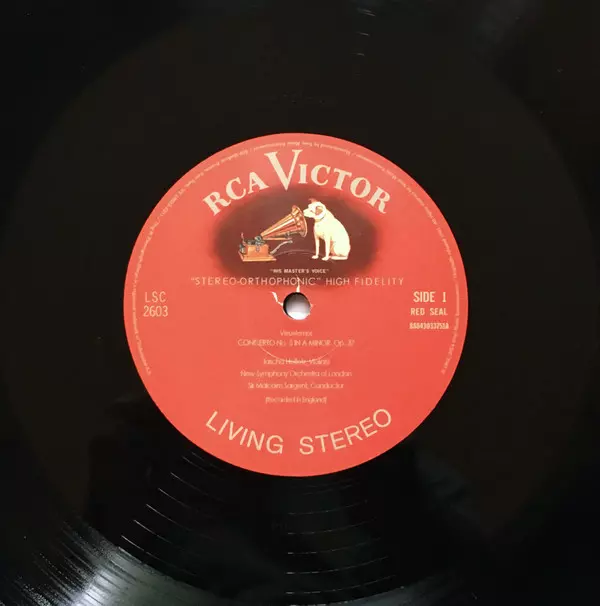 RCA VICTOR
"HIS MASTER'S VOICE"
"STEREO-ORTHOPHONIC" HIGH FIDELITY
LSC
2603
SIDE 1
RED SEAL
Vieuxtemps
CONCERTO No. 5 IN A MINOR, Op. 37
Jascha Heifetz, Violinist
New Symphony Orchestra of London
Sir Malcolm Sargent, Conductor
(Recorded in England)
LIVING STEREO